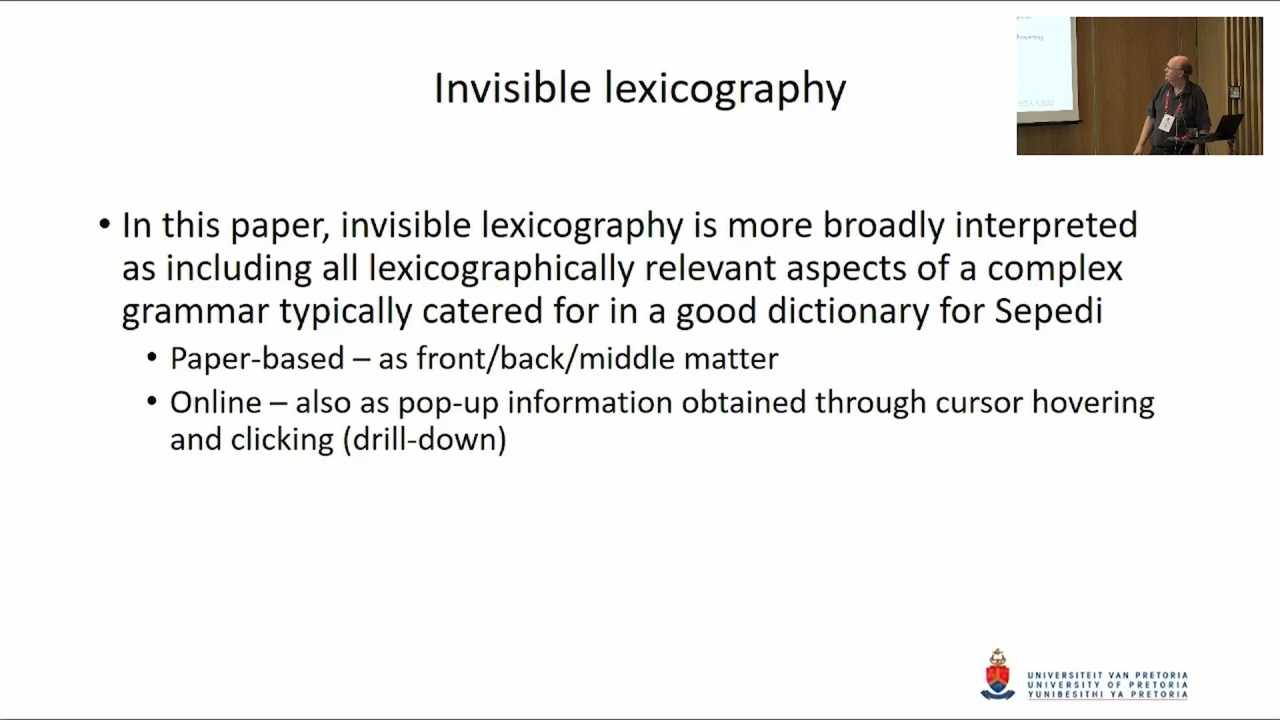 Invisible lexicography
hovering
• In this paper, invisible lexicography is more broadly interpreted
as including all lexicographically relevant aspects of a complex
grammar typically catered for in a good dictionary for Sepedi
• Paper-based – as front/back/middle matter
• Online – also as pop-up information obtained through cursor hovering
and clicking (drill-down)
UNIVERSITEIT VAN PRETORIA
UNIVERSITY OF PRETORIA
YUNIBESITHI YA PRETORIA